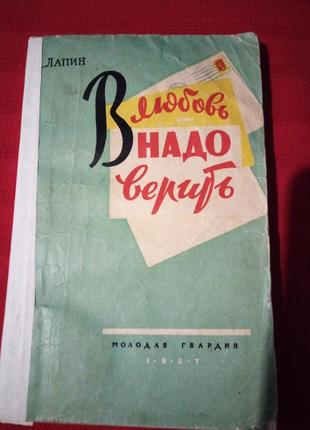 . ЛАПИН
В любовь
НАДО
верить
МОЛОДАЯ ГВАРДИЯ
1957